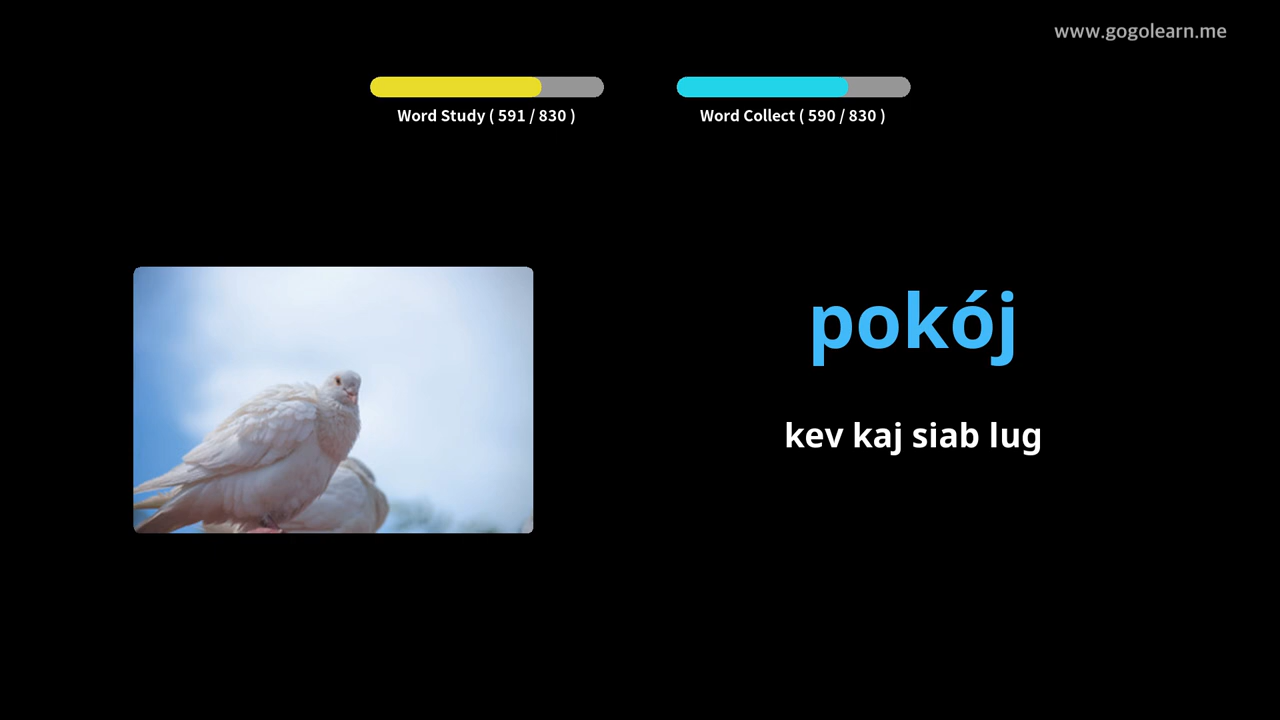 www.gogolearn.me
Word Study ( 591 / 830 )
Word Collect ( 590 / 830 )
pokój
kev kaj siab lug